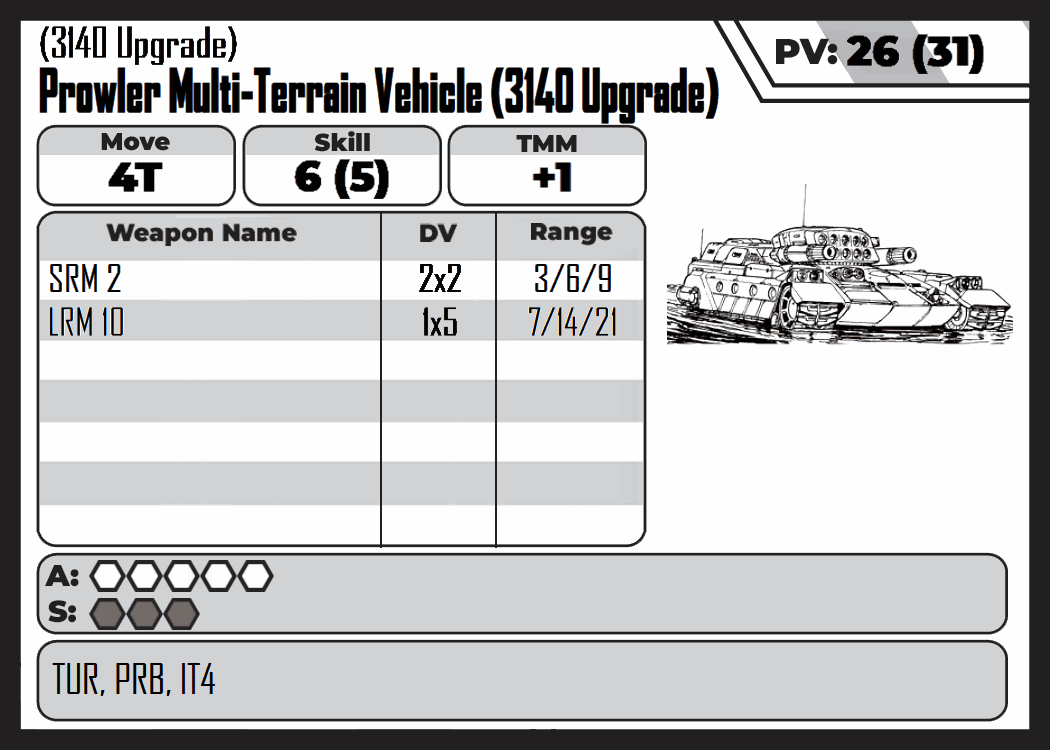 (3140 Upgrade)
PV: 26 (31)
Prowler Multi-Terrain Vehicle (3140 Upgrade)
Move Skill TMM
4T 6 (5) +1
Weapon Name DV Range
SRM 2 2x2 3/6/9
LRM 10 1x5 7/14/21
A:
S:
TUR, PRB, IT4